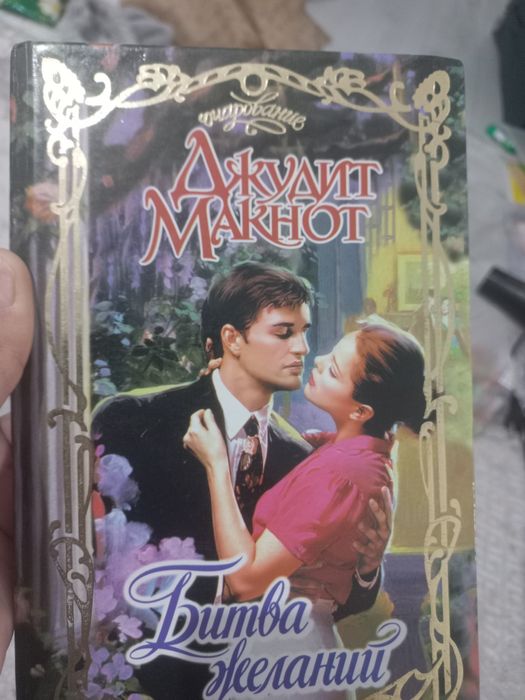 очарование
Джудит
Макнот
Битва
желаний